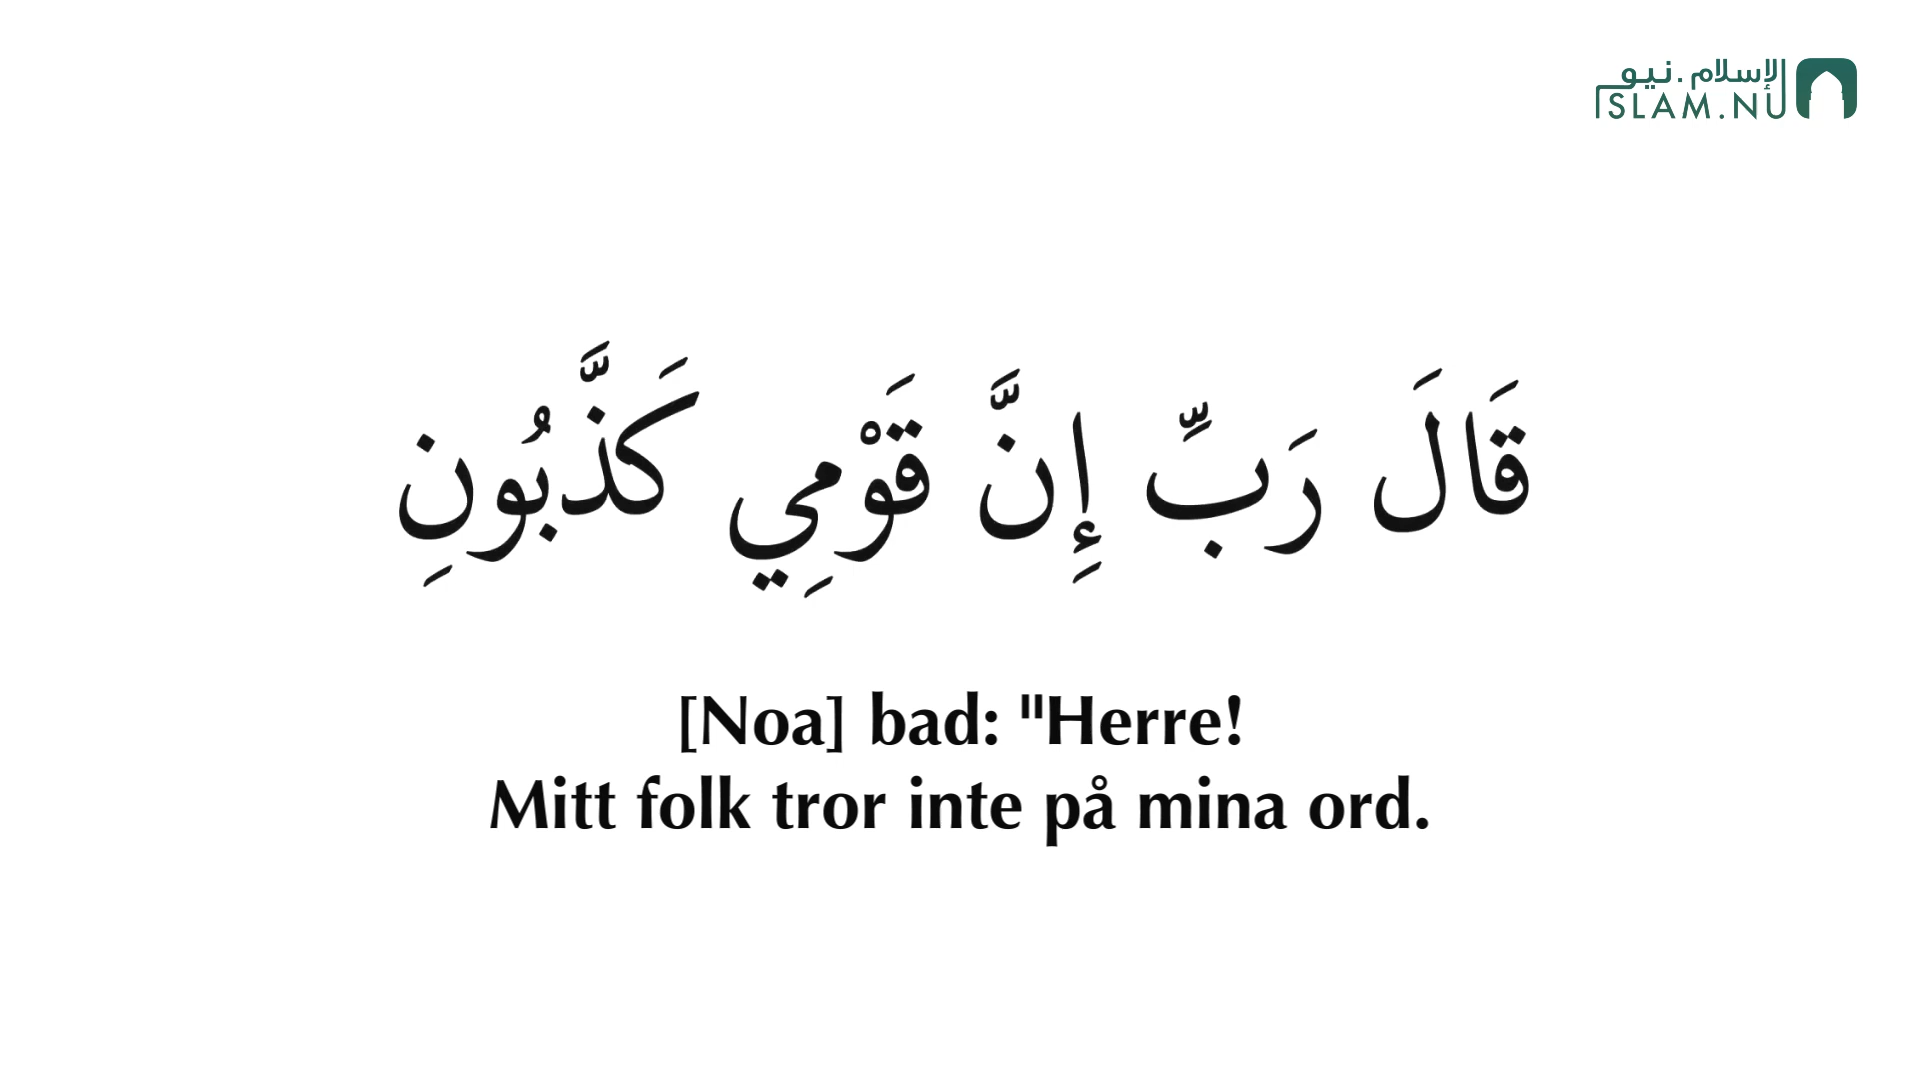 الإسلام.نيو
ISLAM.NU
قَالَ رَبِّ إِنَّ قَوْمِي كَذَّبُونِ
[Noa] bad: "Herre!
Mitt folk tror inte på mina ord.